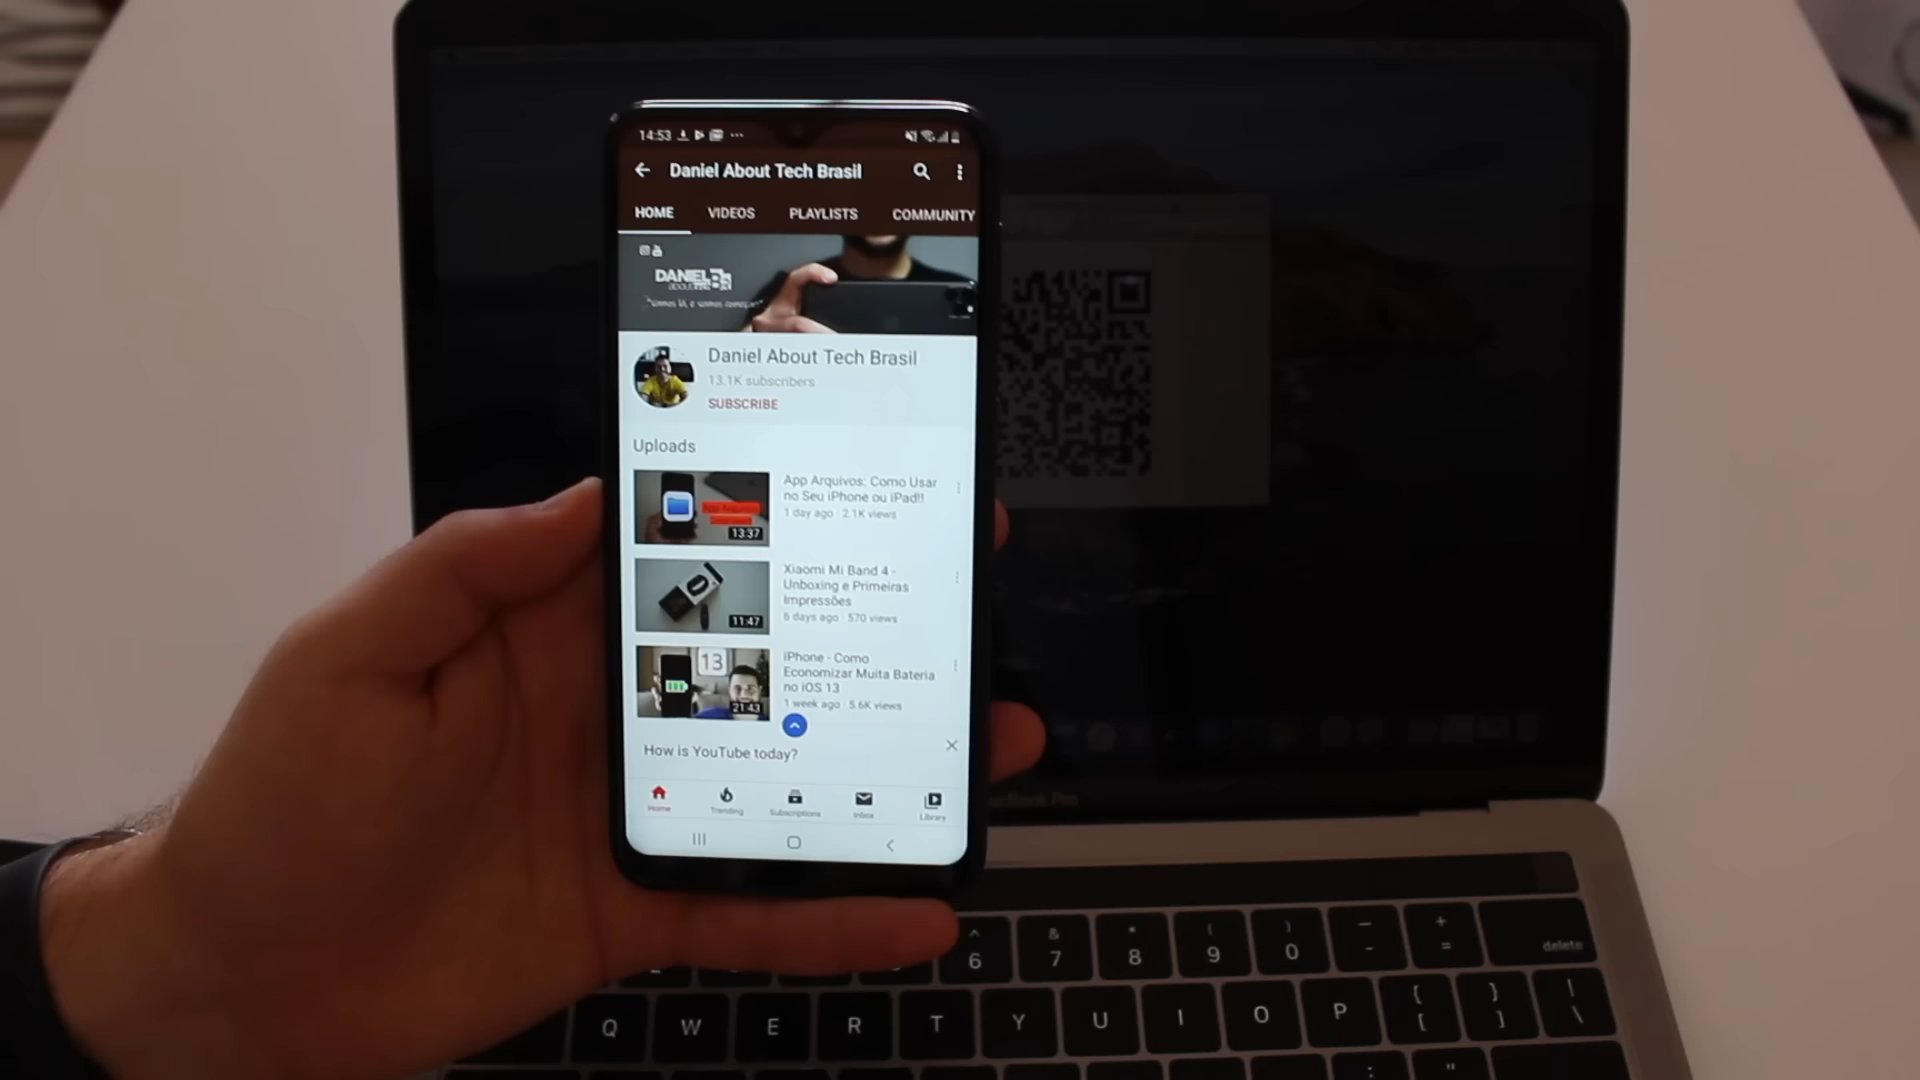 14:53
Daniel About Tech Brasil
HOME VIDEOS PLAYLISTS COMMUNITY
DANIEL
about
Daniel About Tech Brasil
13.1K subscribers
SUBSCRIBE
Uploads
App Arquivos: Como Usar
no Seu iPhone ou iPad!!
1 day ago · 2.1K views
13:37
Xiaomi Mi Band 4 -
Unboxing e Primeiras
Impressões
6 days ago · 570 views
11:47
iPhone - Como
Economizar Muita Bateria
no iOS 13
1 week ago · 5.6K views
13
21:43
How is YouTube today?
Home Trending Subscriptions Inbox Library
MacBook Pro
^ & * ( ) — +
6 7 8 9 0 - = delete
Q W E R T Y U I O P { [ } ] | \
: "